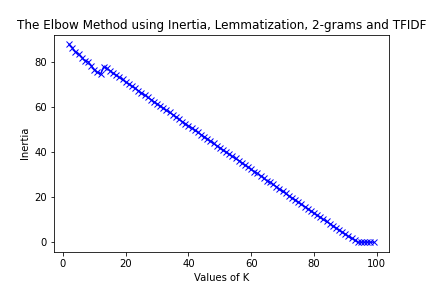 The Elbow Method using Inertia, Lemmatization, 2-grams and TFIDF
80
60
40
20
0
Inertia
0 20 40 60 80 100
Values of K